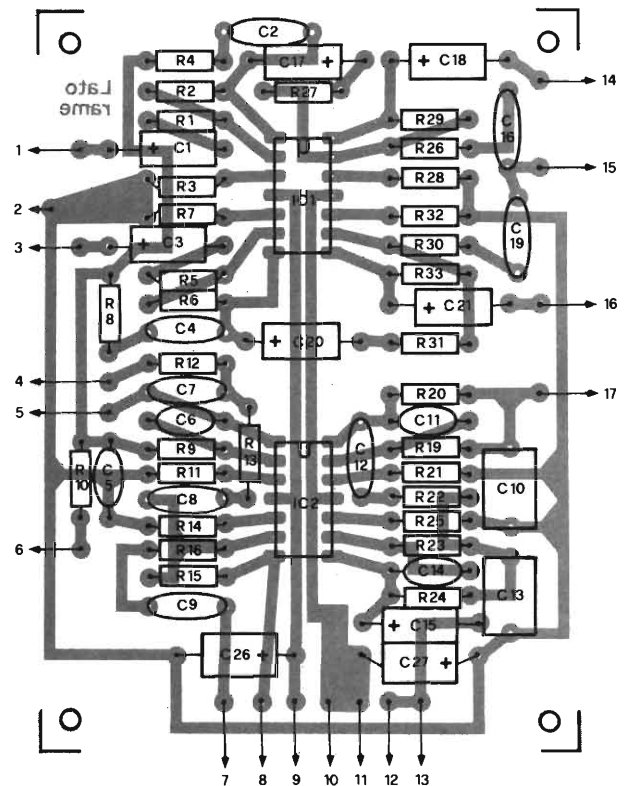 C2
R4 C17 + + C18
14
Lato
rame
R2 R27
R1 R29 C16
1 + C1 R26
15
R3 IC1 R28
2 R7 R32 C19
3 + C3 R30
R5 R33
R6
R8 + C21 16
C4 + C20 R31
4 R12
C7 R20 17
5
C6 C11
R9 R13 C12 R19
R10 C5 R11 R21 C10
C8 IC2 R22
R14 R25
6 R16 R23
R15 C14 C13
C9 R24
+ C15
C26 + C27 +
7 8 9 10 11 12 13